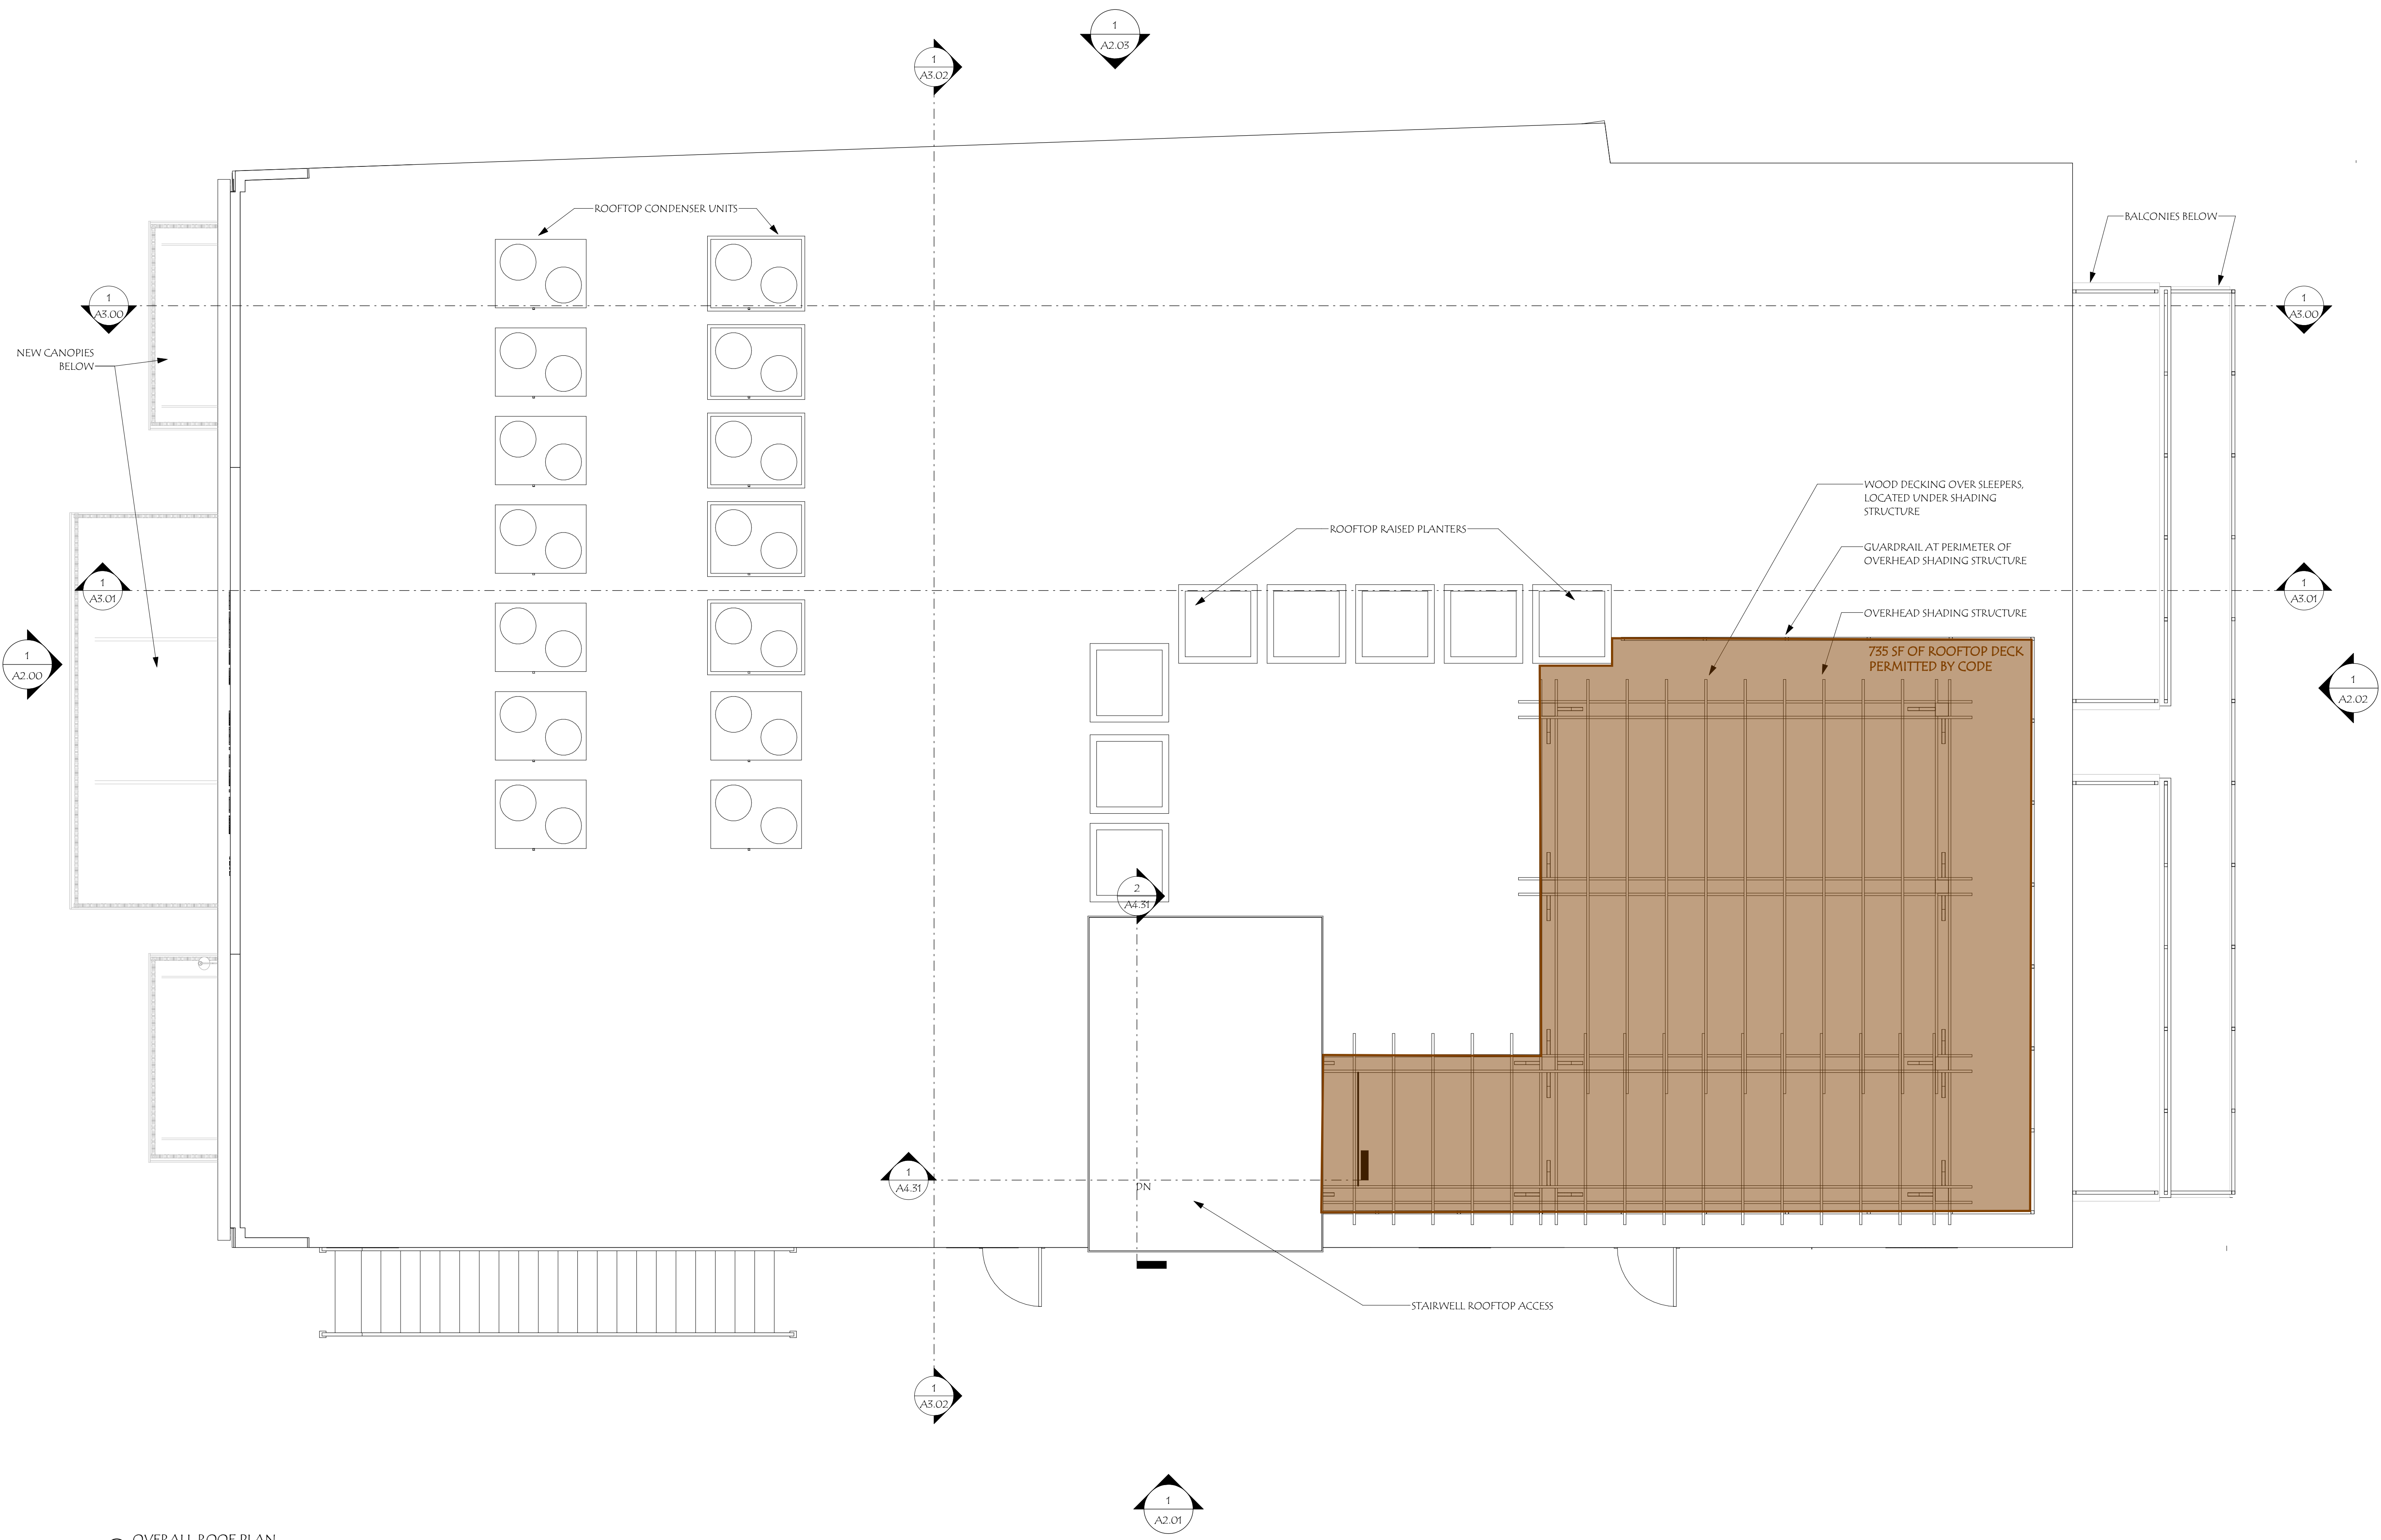 1
A2.03
1
A3.02
ROOFTOP CONDENSER UNITS
BALCONIES BELOW
1
A3.00
1
A3.00
NEW CANOPIES
BELOW
WOOD DECKING OVER SLEEPERS,
LOCATED UNDER SHADING
STRUCTURE
ROOFTOP RAISED PLANTERS
GUARDRAIL AT PERIMETER OF
OVERHEAD SHADING STRUCTURE
1
A3.01
1
A3.01
OVERHEAD SHADING STRUCTURE
1
A2.00
735 SF OF ROOFTOP DECK
PERMITTED BY CODE
1
A2.02
2
A4.31
1
A4.31
DN
STAIRWELL ROOFTOP ACCESS
1
A3.02
1
A2.01
OVERALL ROOF PLAN